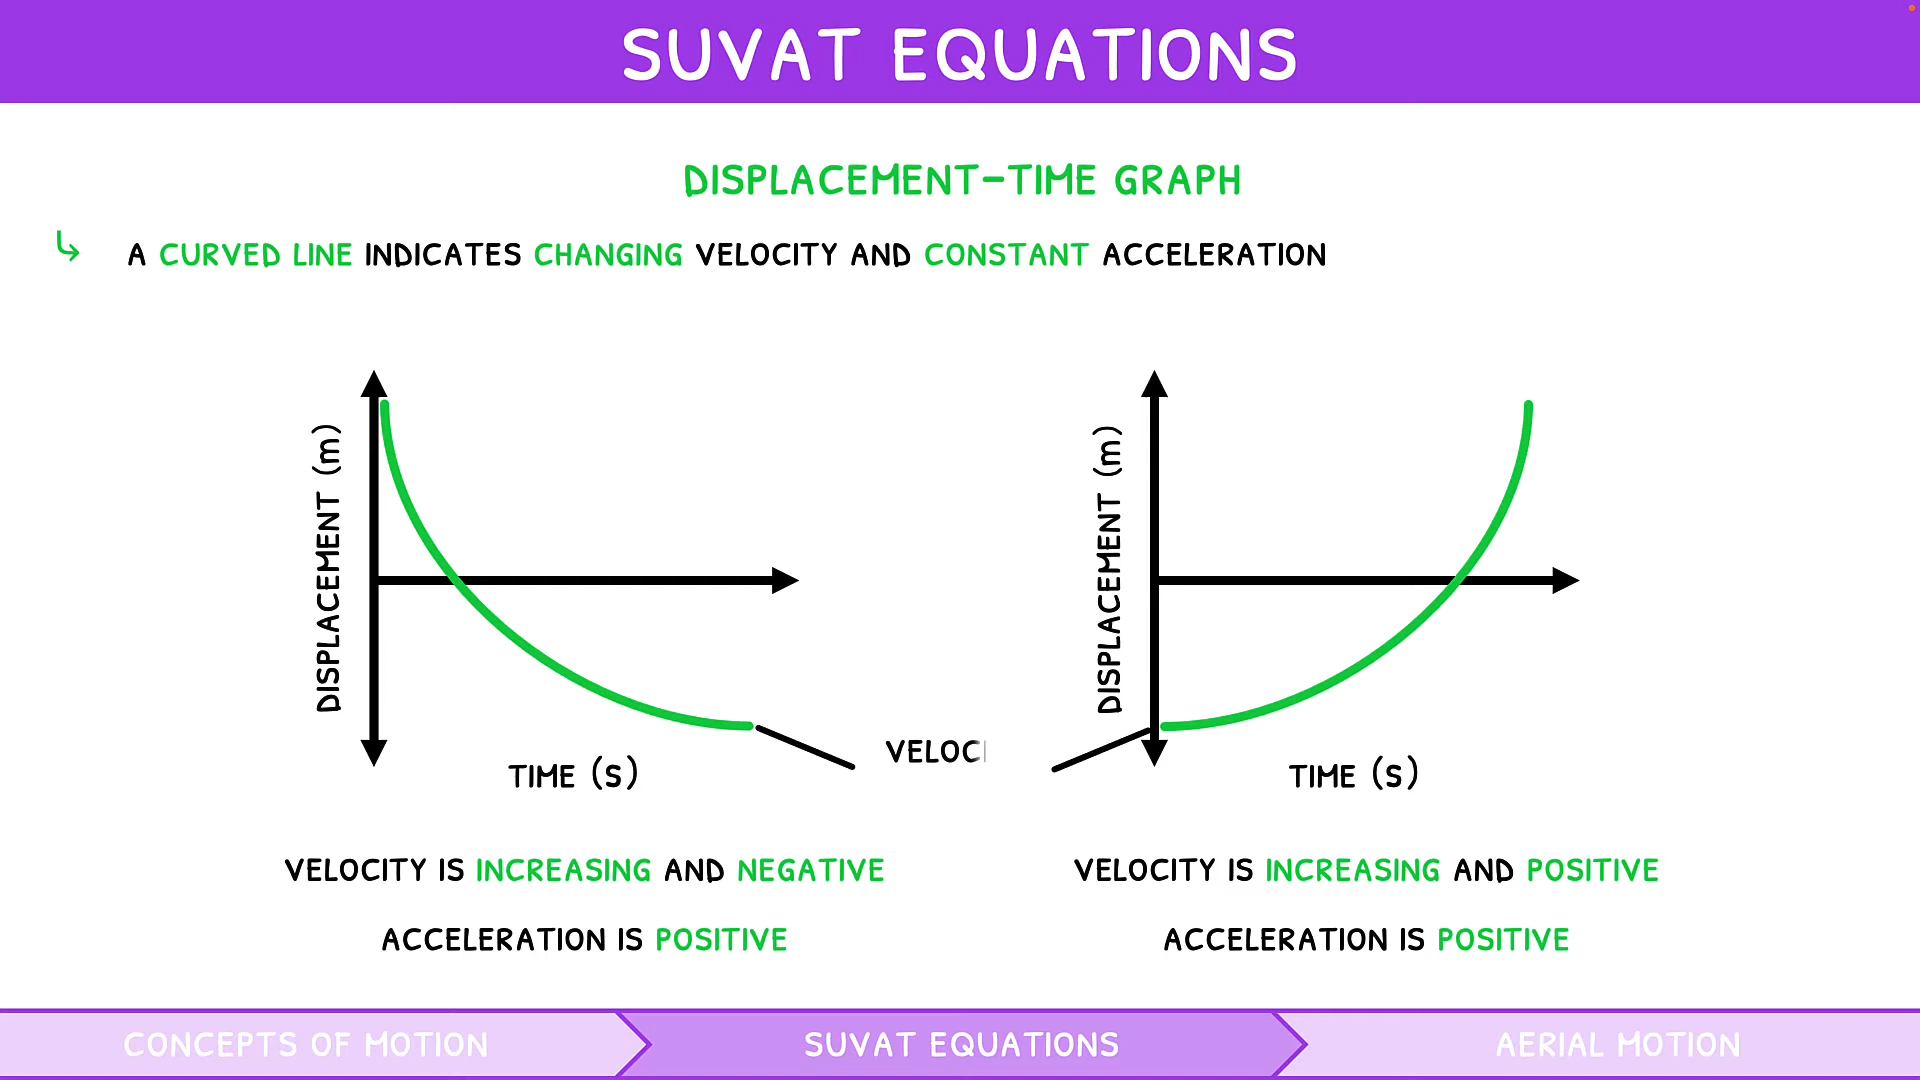 SUVAT EQUATIONS
DISPLACEMENT-TIME GRAPH
A CURVED LINE INDICATES CHANGING VELOCITY AND CONSTANT ACCELERATION
DISPLACEMENT (m)
TIME (s)
DISPLACEMENT (m)
TIME (s)
VELOC
VELOCITY IS INCREASING AND NEGATIVE
ACCELERATION IS POSITIVE
VELOCITY IS INCREASING AND POSITIVE
ACCELERATION IS POSITIVE
CONCEPTS OF MOTION
SUVAT EQUATIONS
AERIAL MOTION